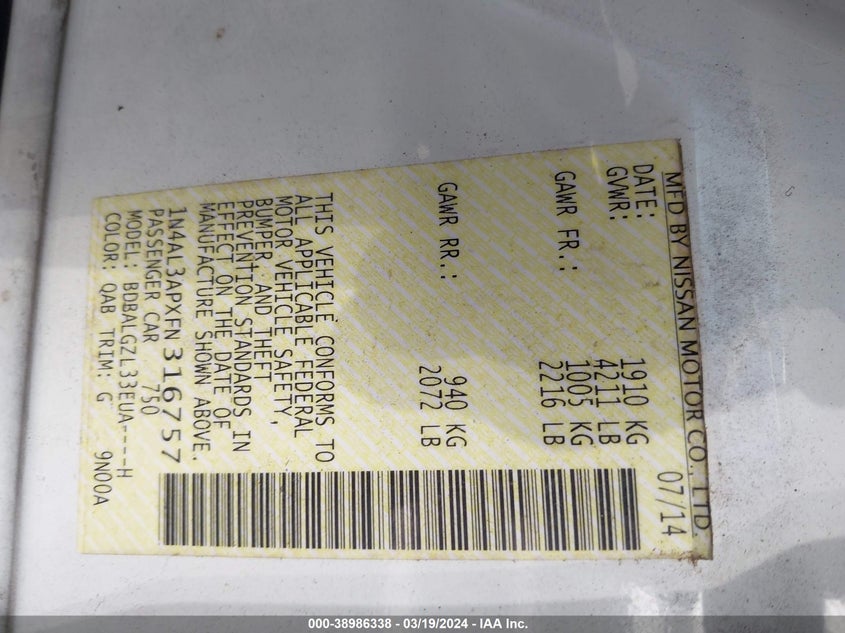 MFD BY NISSAN MOTOR CO., LTD.
DATE: 07/14
GVWR: 1910 KG
4211 LB
GAWR FR.: 1005 KG
2216 LB
GAWR RR.: 940 KG
2072 LB
THIS VEHICLE CONFORMS TO
ALL APPLICABLE FEDERAL
MOTOR VEHICLE SAFETY,
BUMPER AND THEFT
PREVENTION STANDARDS IN
EFFECT ON THE DATE OF
MANUFACTURE SHOWN ABOVE.
1N4AL3APXFN316757
PASSENGER CAR 750
MODEL: BDBALGZL33EUA----H
COLOR: QAB TRIM: G 9N00A
000-38986338 - 03/19/2024 - IAA Inc.